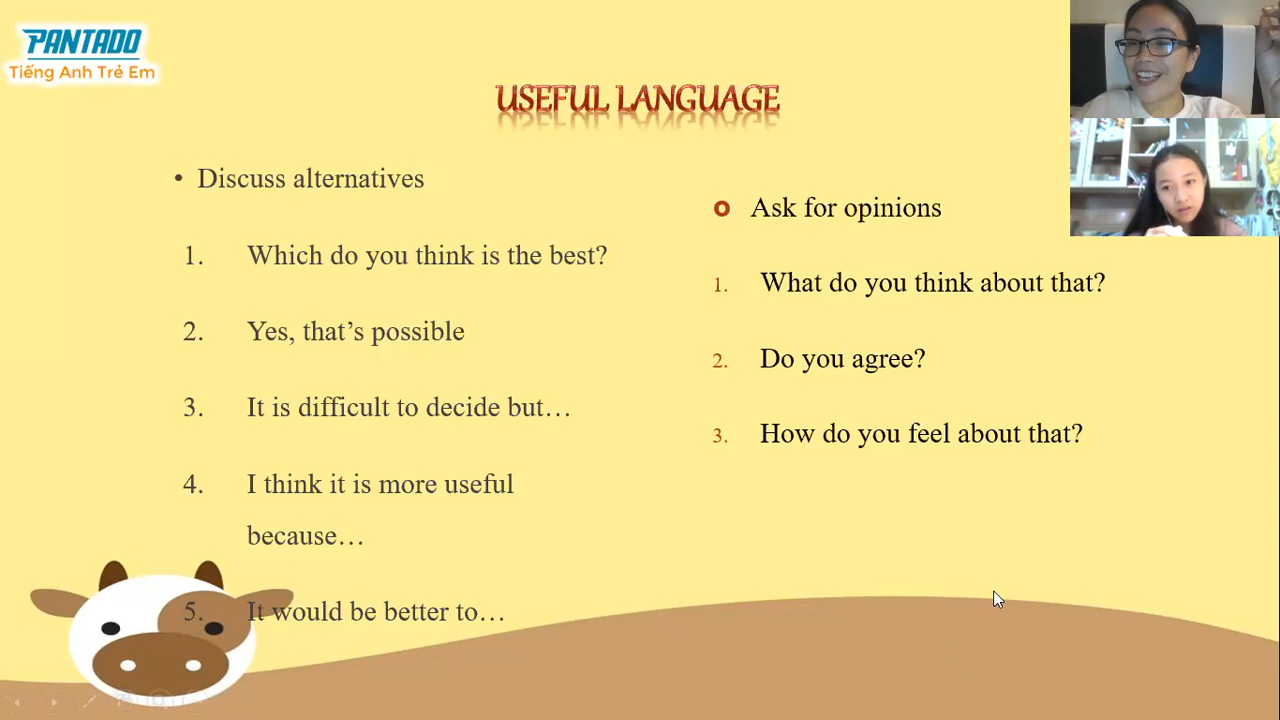 PANTADO
Tiếng Anh Trẻ Em
USEFUL LANGUAGE
• Discuss alternatives
1. Which do you think is the best?
2. Yes, that’s possible
3. It is difficult to decide but…
4. I think it is more useful
because…
5. It would be better to…
Ask for opinions
1. What do you think about that?
2. Do you agree?
3. How do you feel about that?